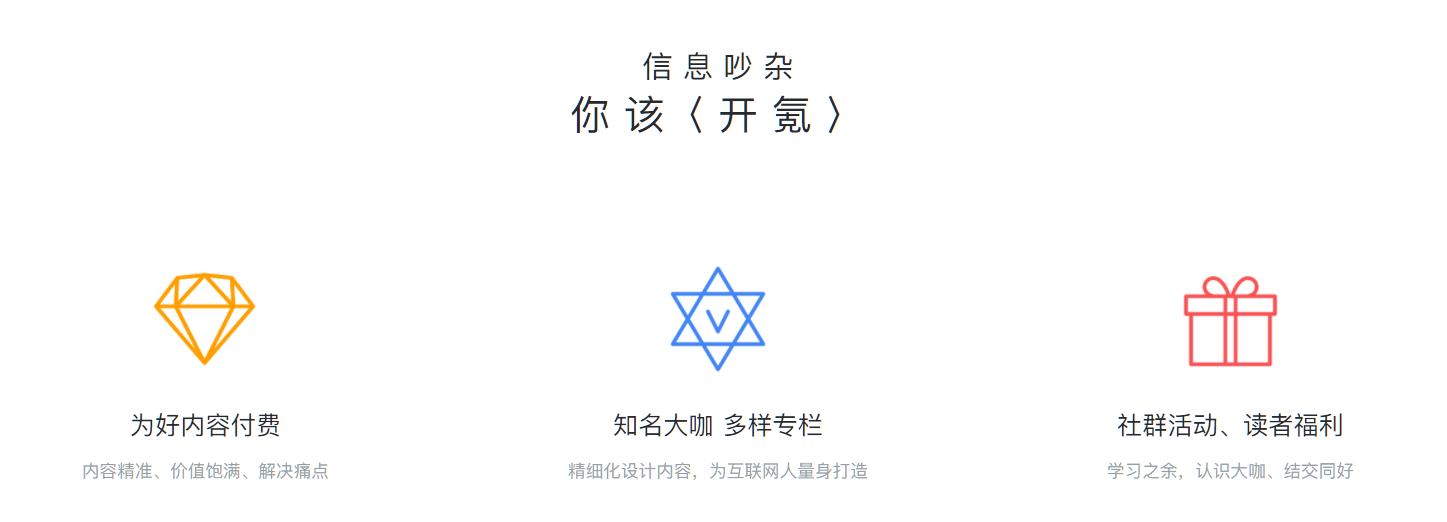 信息吵杂
你该〈开氪〉
V
为好内容付费
内容精准、价值饱满、解决痛点
知名大咖 多样专栏
精细化设计内容，为互联网人量身打造
社群活动、读者福利
学习之余，认识大咖、结交同好